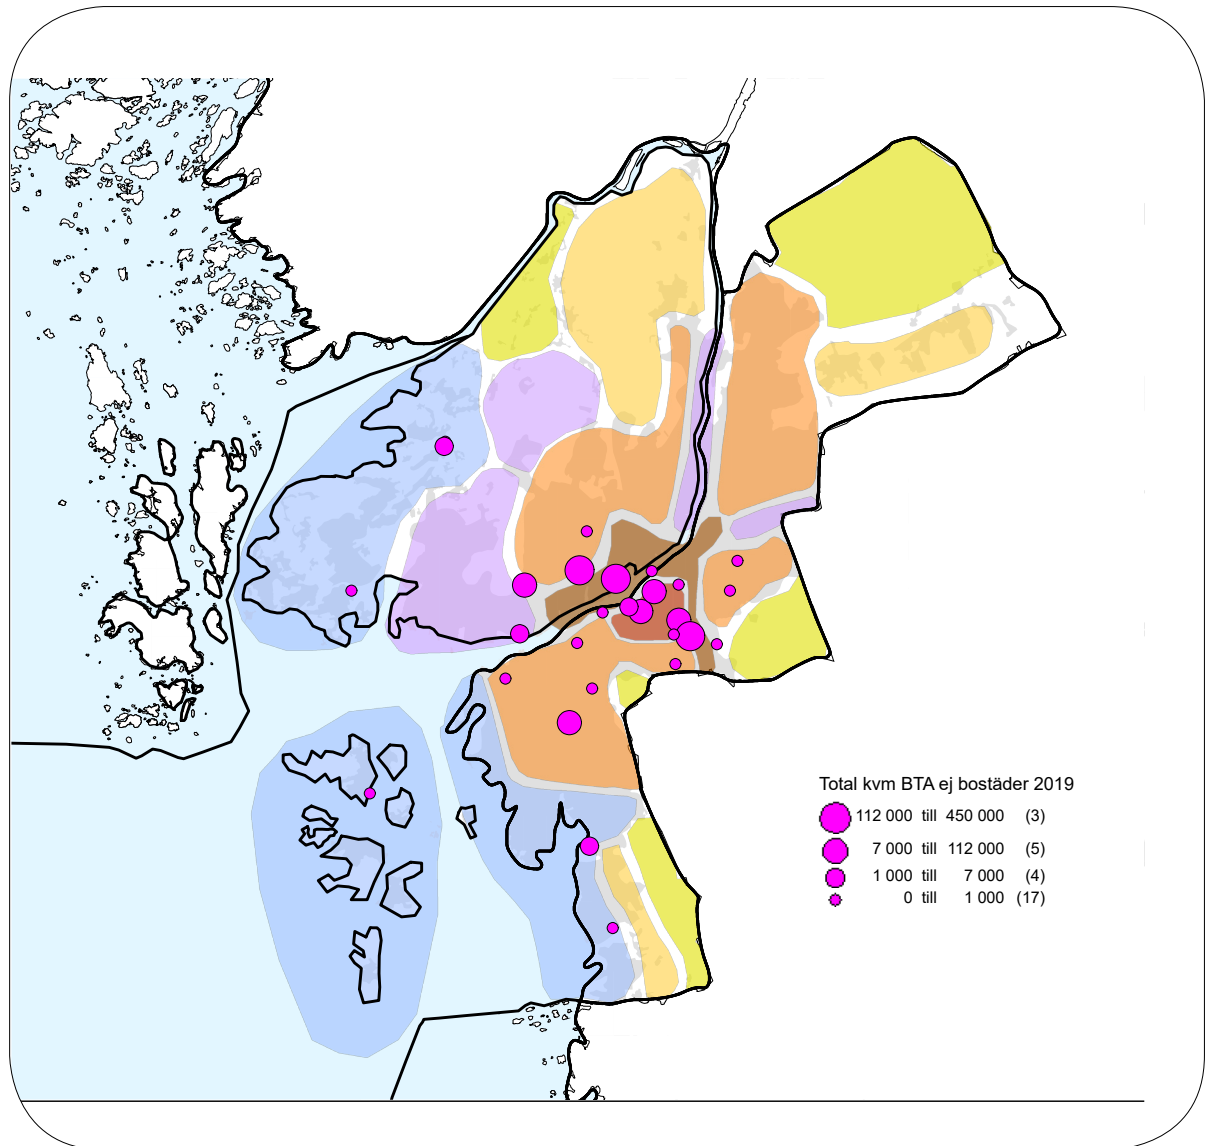 Total kvm BTA ej bostäder 2019
112 000 till 450 000 (3)
7 000 till 112 000 (5)
1 000 till 7 000 (4)
0 till 1 000 (17)